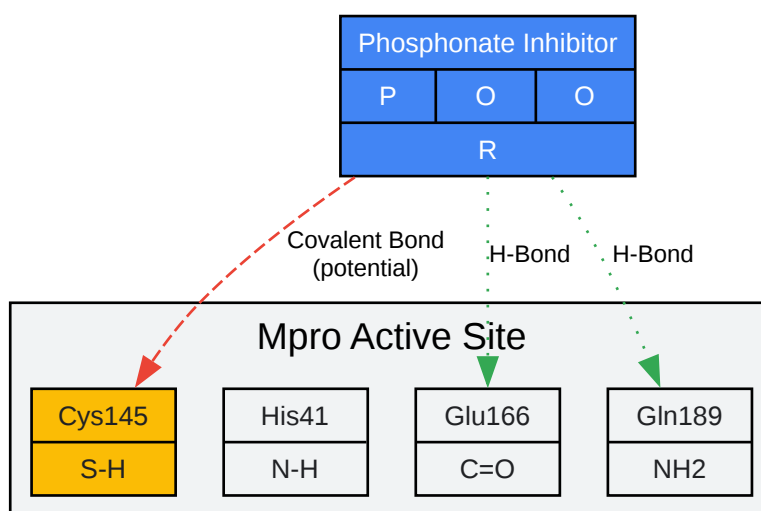 Phosphonate Inhibitor
P O O
R
Covalent Bond
(potential)
H-Bond
H-Bond
Mpro Active Site
Cys145 His41 Glu166 Gln189
S-H N-H C=O NH2